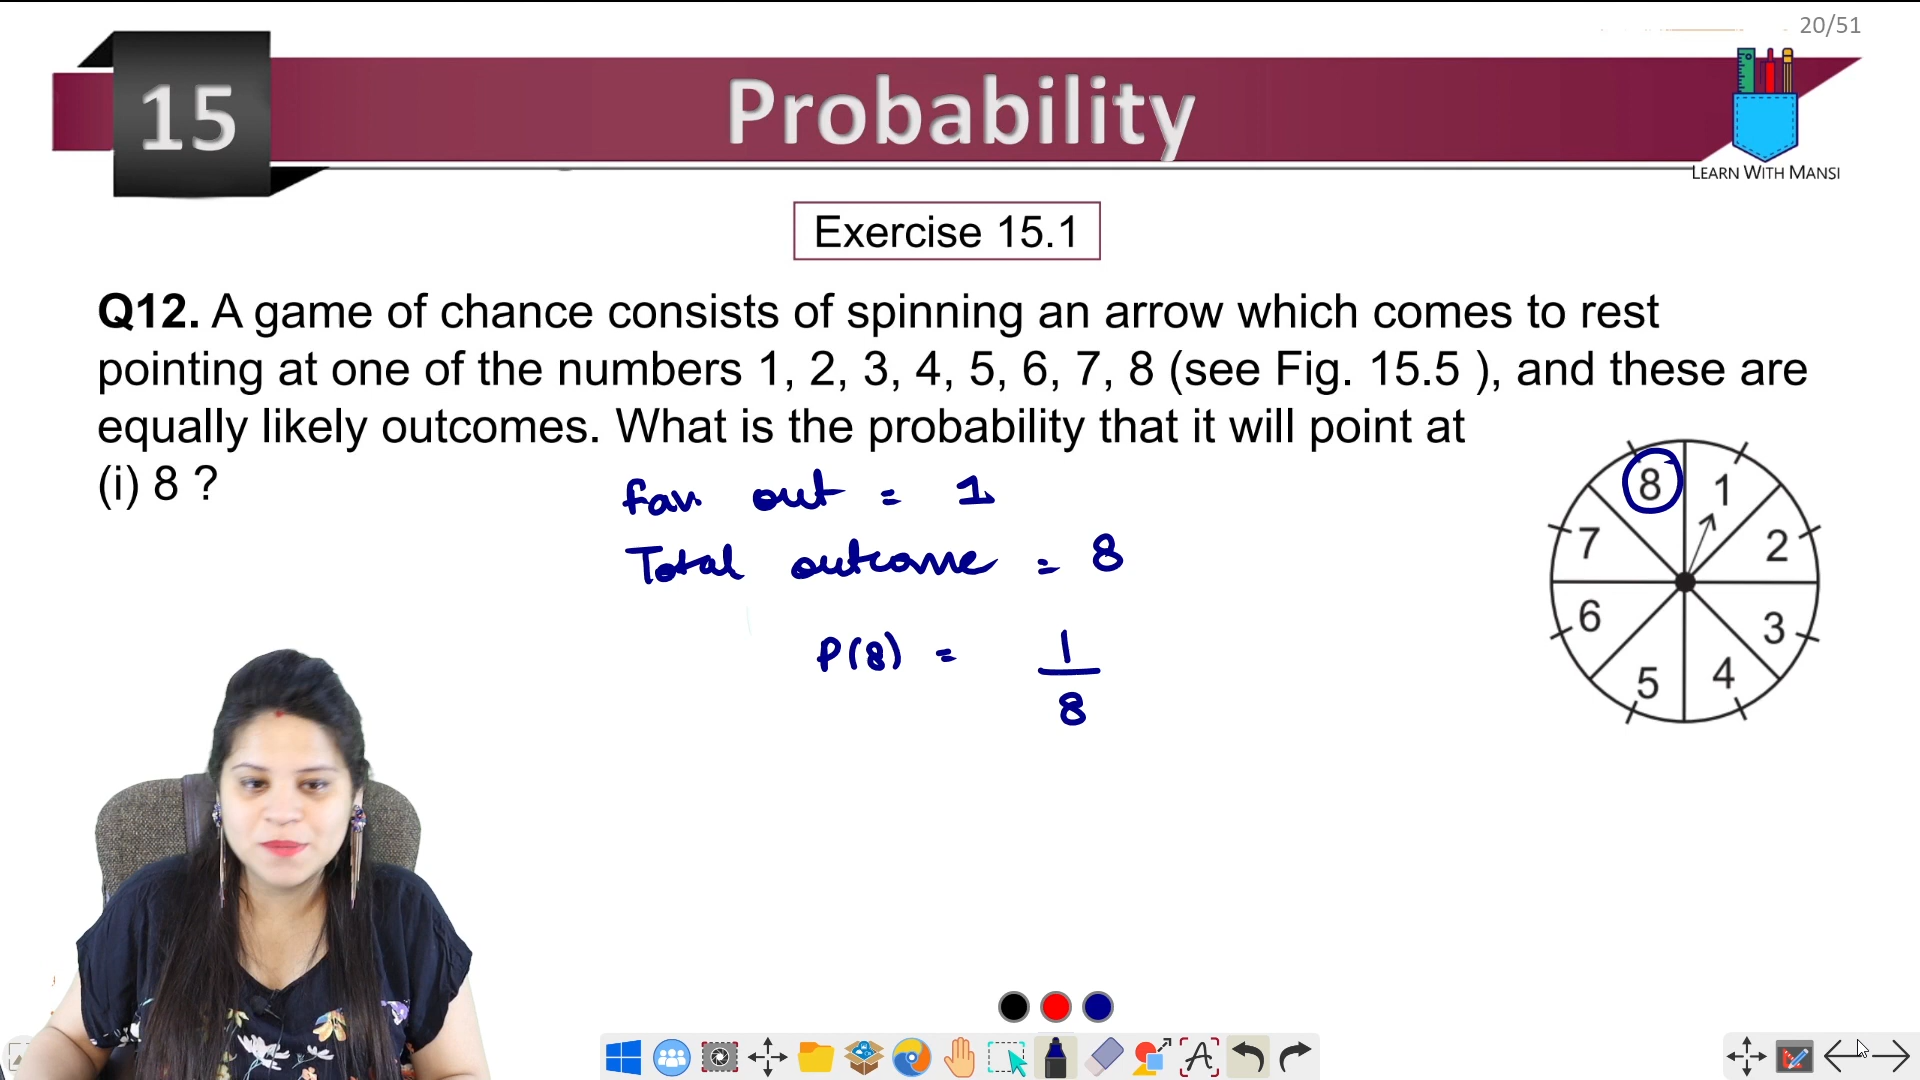 20/51
15
Probability
LEARN WITH MANSI
Exercise 15.1
Q12. A game of chance consists of spinning an arrow which comes to rest
pointing at one of the numbers 1, 2, 3, 4, 5, 6, 7, 8 (see Fig. 15.5 ), and these are
equally likely outcomes. What is the probability that it will point at
(i) 8 ?
fav. out = 1
Total outcome = 8
P(8) = 1/8
8 1
7 2
6 3
5 4